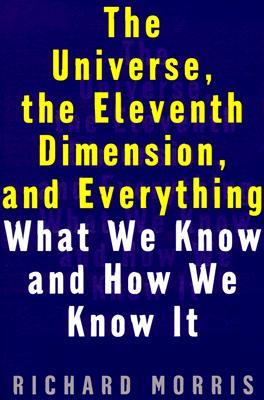 The
Universe,
the Eleventh
Dimension,
and Everything
What We Know
and How We
Know It
RICHARD MORRIS